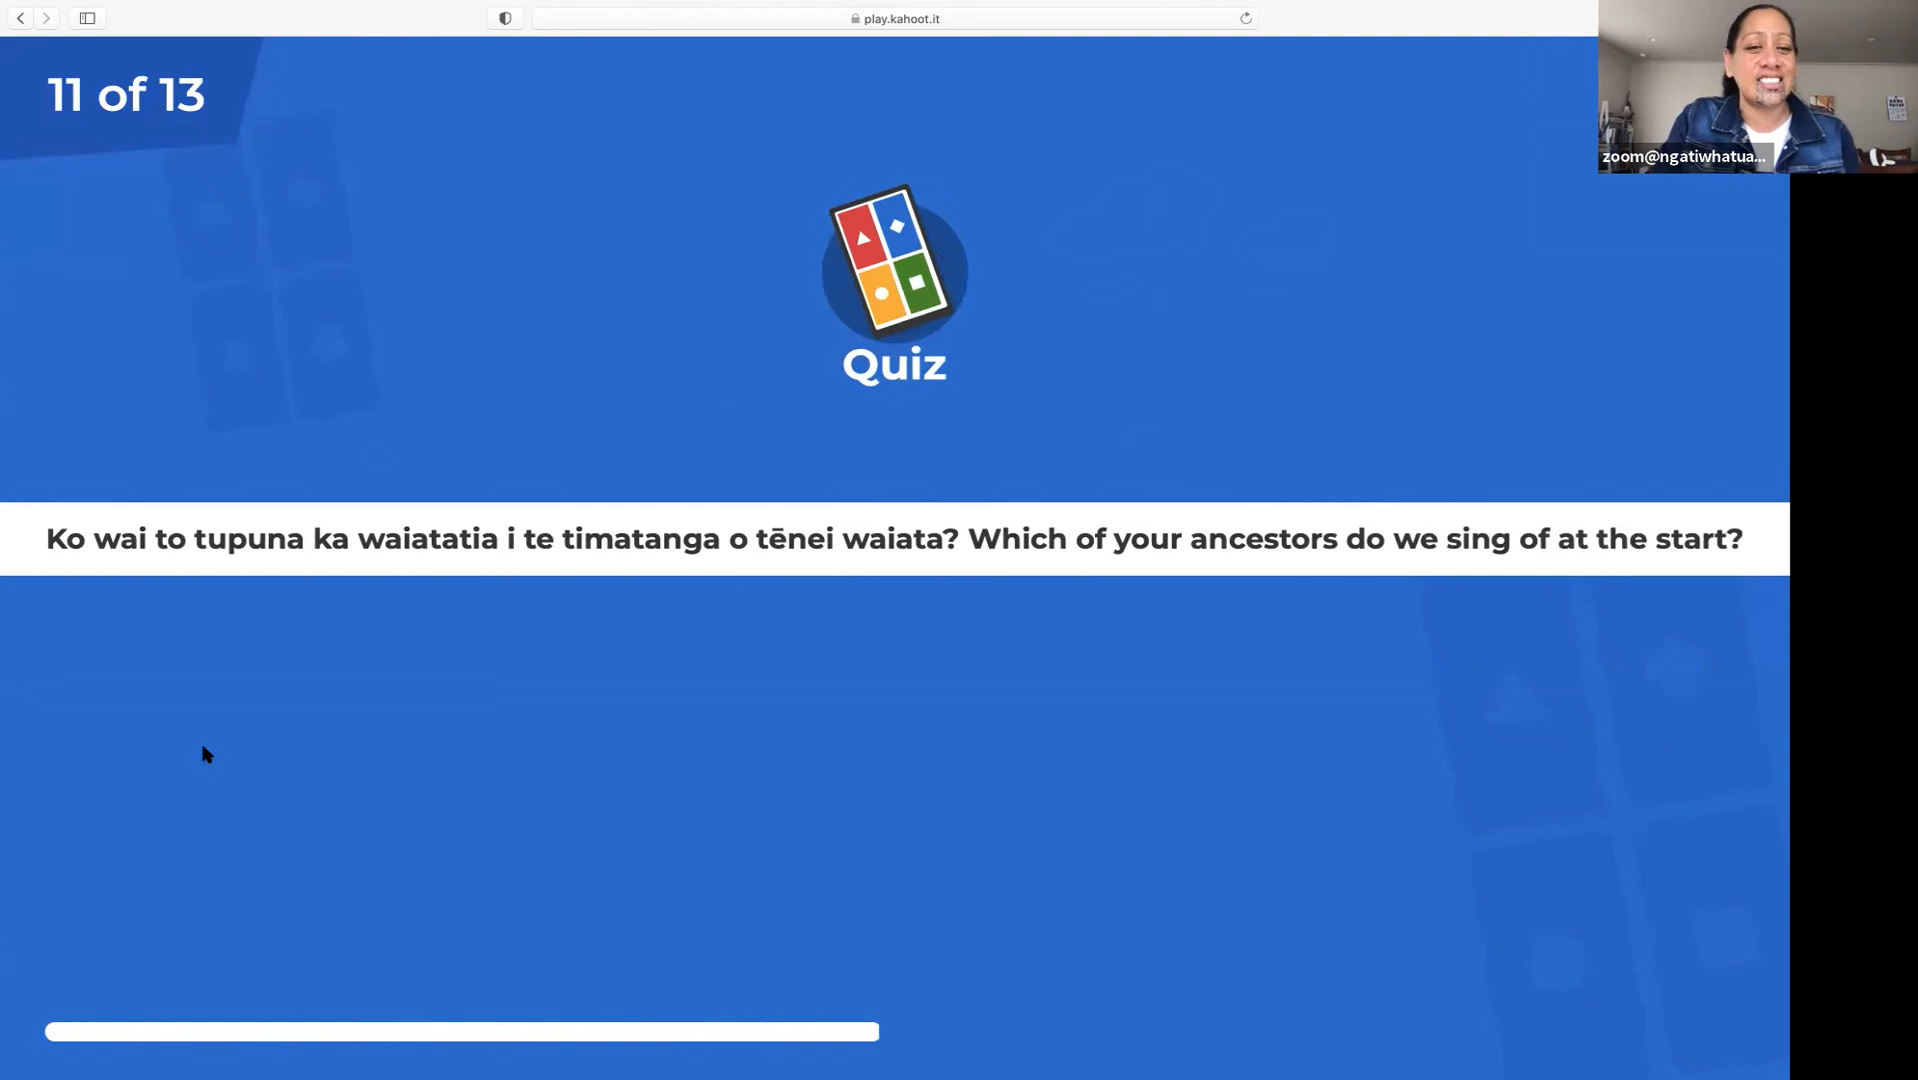 play.kahoot.it
11 of 13
zoom@ngatiwhatua...
Quiz
Ko wai to tupuna ka waiatatia i te timatanga o tēnei waiata? Which of your ancestors do we sing of at the start?